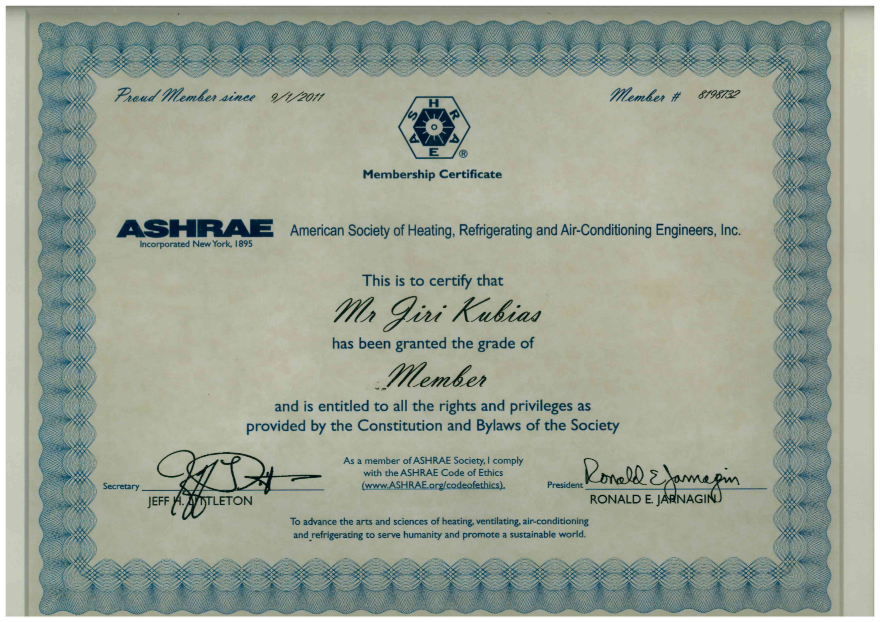 Proud Member since 9/1/2011
Member # 8198732
ASHRAE ®
Membership Certificate
ASHRAE American Society of Heating, Refrigerating and Air-Conditioning Engineers, Inc.
Incorporated New York, 1895
This is to certify that
Mr Jiri Kubias
has been granted the grade of
Member
and is entitled to all the rights and privileges as
provided by the Constitution and Bylaws of the Society
As a member of ASHRAE Society, I comply
with the ASHRAE Code of Ethics
(www.ASHRAE.org/codeofethics).
Secretary
JEFF H. LITTLETON
President Ronald E Jarnagin
RONALD E. JARNAGIN
To advance the arts and sciences of heating, ventilating, air-conditioning
and refrigerating to serve humanity and promote a sustainable world.